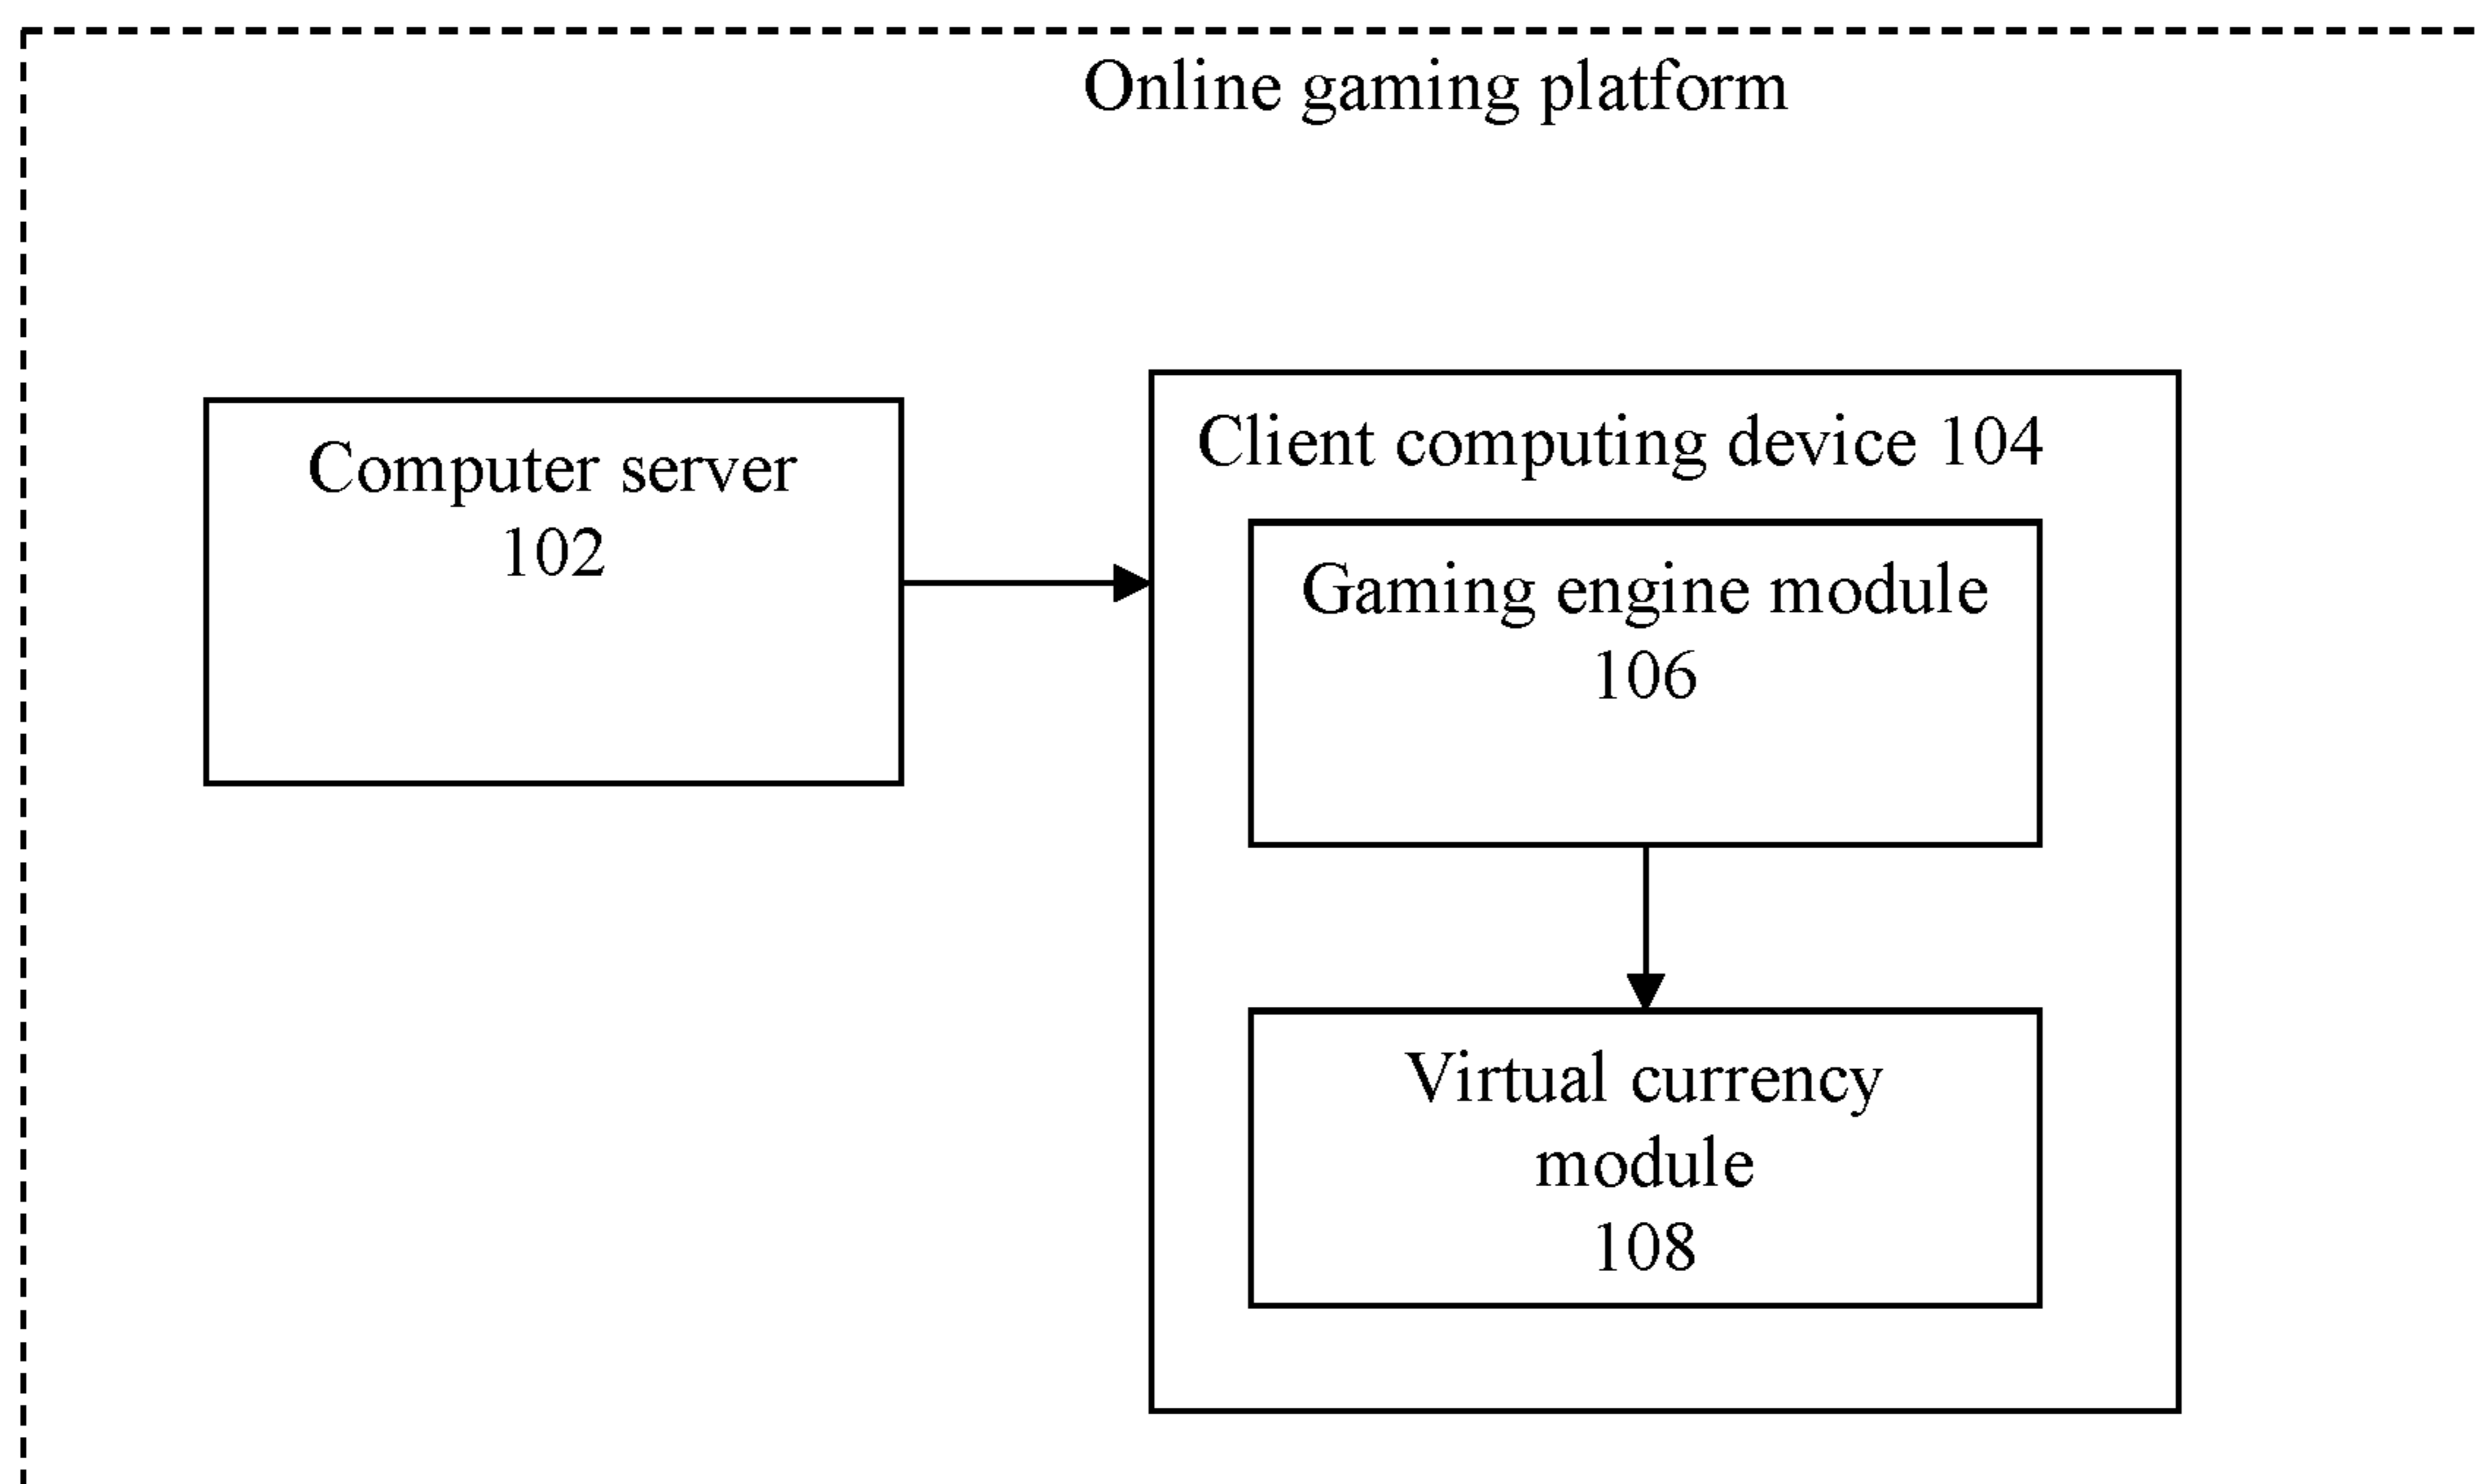 Online gaming platform
Computer server
102
Client computing device 104
Gaming engine module
106
Virtual currency
module
108